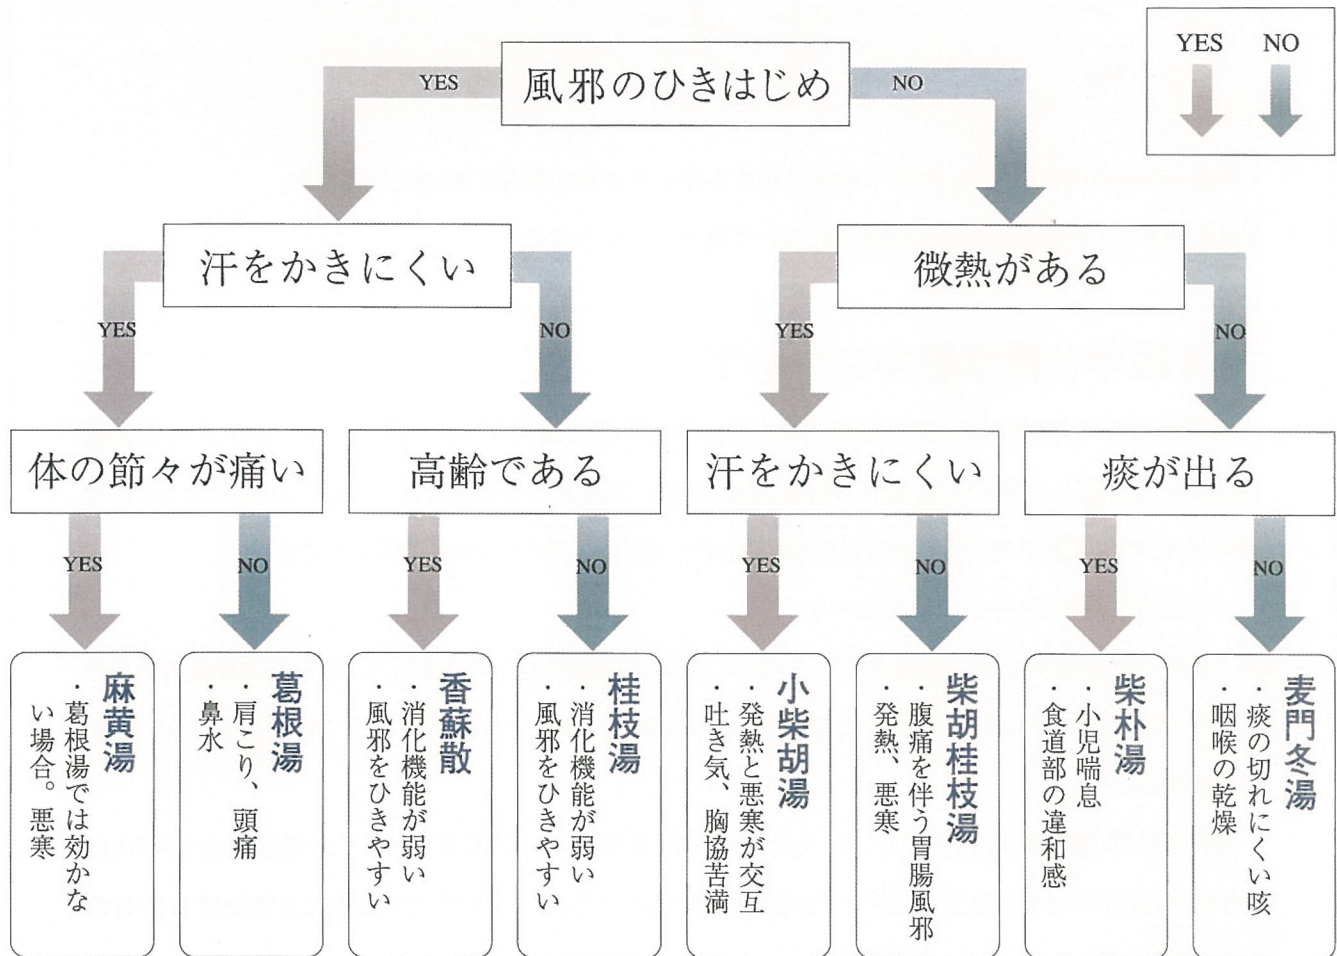 YES NO
風邪のひきはじめ
YES
NO
汗をかきにくい
微熱がある
YES
NO
YES
NO
体の節々が痛い
高齢である
汗をかきにくい
痰が出る
YES
NO
YES
NO
YES
NO
YES
NO
麻黄湯
・葛根湯では効かな
い場合。悪寒
葛根湯
・肩こり、頭痛
・鼻水
香蘇散
・消化機能が弱い
・風邪をひきやすい
桂枝湯
・消化機能が弱い
・風邪をひきやすい
小柴胡湯
・発熱と悪寒が交互
・吐き気、胸協苦満
柴胡桂枝湯
・腹痛を伴う胃腸風邪
・発熱、悪寒
柴朴湯
・小児喘息
・食道部の違和感
麦門冬湯
・痰の切れにくい咳
・咽喉の乾燥